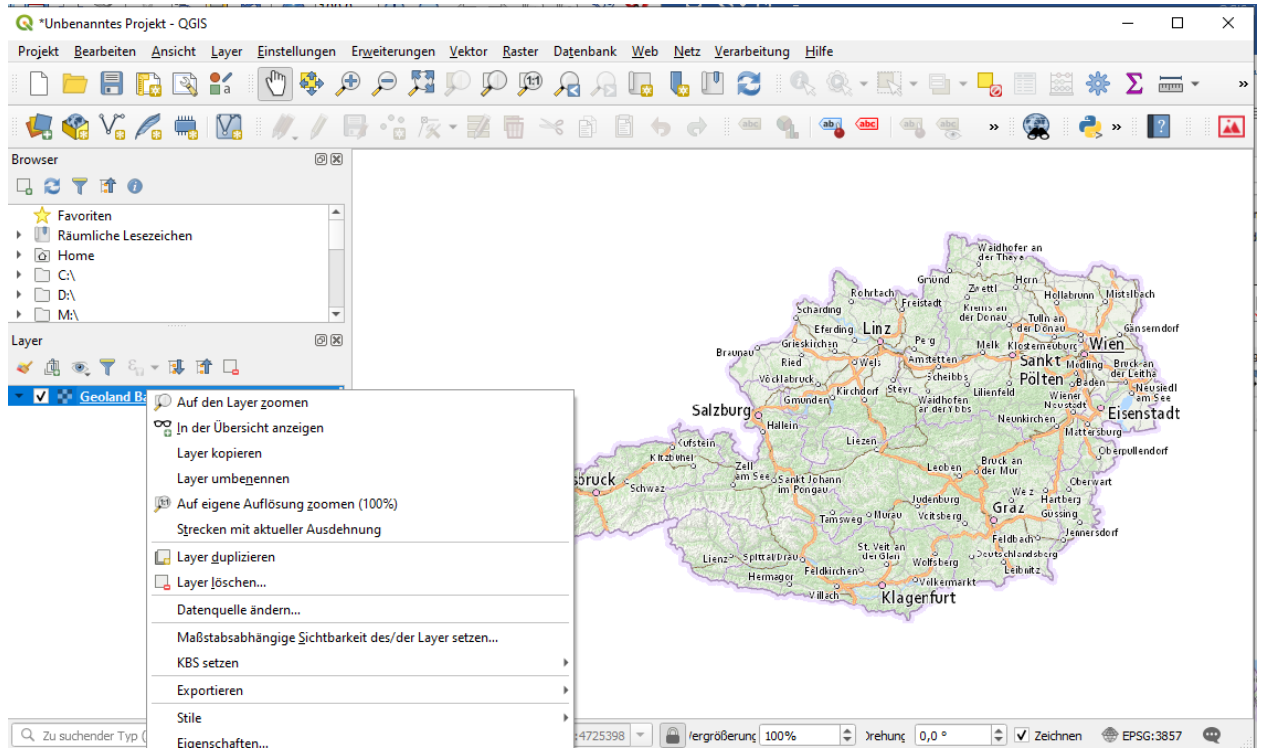 *Unbenanntes Projekt - QGIS
Projekt Bearbeiten Ansicht Layer Einstellungen Erweiterungen Vektor Raster Datenbank Web Netz Verarbeitung Hilfe
Browser
Favoriten
Räumliche Lesezeichen
Home
C:\
D:\
M:\
Layer
Geoland Ba
Auf den Layer zoomen
In der Übersicht anzeigen
Layer kopieren
Layer umbenennen
Auf eigene Auflösung zoomen (100%)
Strecken mit aktueller Ausdehnung
Layer duplizieren
Layer löschen...
Datenquelle ändern...
Maßstabsabhängige Sichtbarkeit des/der Layer setzen...
KBS setzen
Exportieren
Stile
Eigenschaften...
Waidhofen an
der Thaya
Gmünd
Horn
Zwettl
Hollabrunn
Mistelbach
Rohrbach
Freistadt
Krems an
der Donau
Schärding
Tulln an
der Donau
Gänserndorf
Eferding
Linz
Perg
Melk
Klosterneuburg
Wien
Braunau
Grieskirchen
Ried
Wels
Amstetten
Sankt
Pölten
Mödling
Bruck an
der Leitha
Vöcklabruck
Scheibbs
Baden
Neusiedl
am See
Gmunden
Kirchdorf
Steyr
Waidhofen
an der Ybbs
Lilienfeld
Wiener
Neustadt
Eisenstadt
Salzburg
Hallein
Neunkirchen
Mattersburg
Kufstein
Liezen
Oberpullendorf
Kitzbühel
Zell
am See
Sankt Johann
im Pongau
Leoben
Bruck an
der Mur
Oberwart
sbruck
Schwaz
Judenburg
Weiz
Hartberg
Tamsweg
Murau
Voitsberg
Graz
Güssing
Feldbach
Jennersdorf
Lienz
Spittal/Drau
St. Veit an
der Glan
Wolfsberg
Deutschlandsberg
Leibnitz
Hermagor
Feldkirchen
Völkermarkt
Villach
Klagenfurt
Zu suchender Typ (
:4725398
/ergrößerung 100%
Drehung 0,0 °
Zeichnen
EPSG:3857